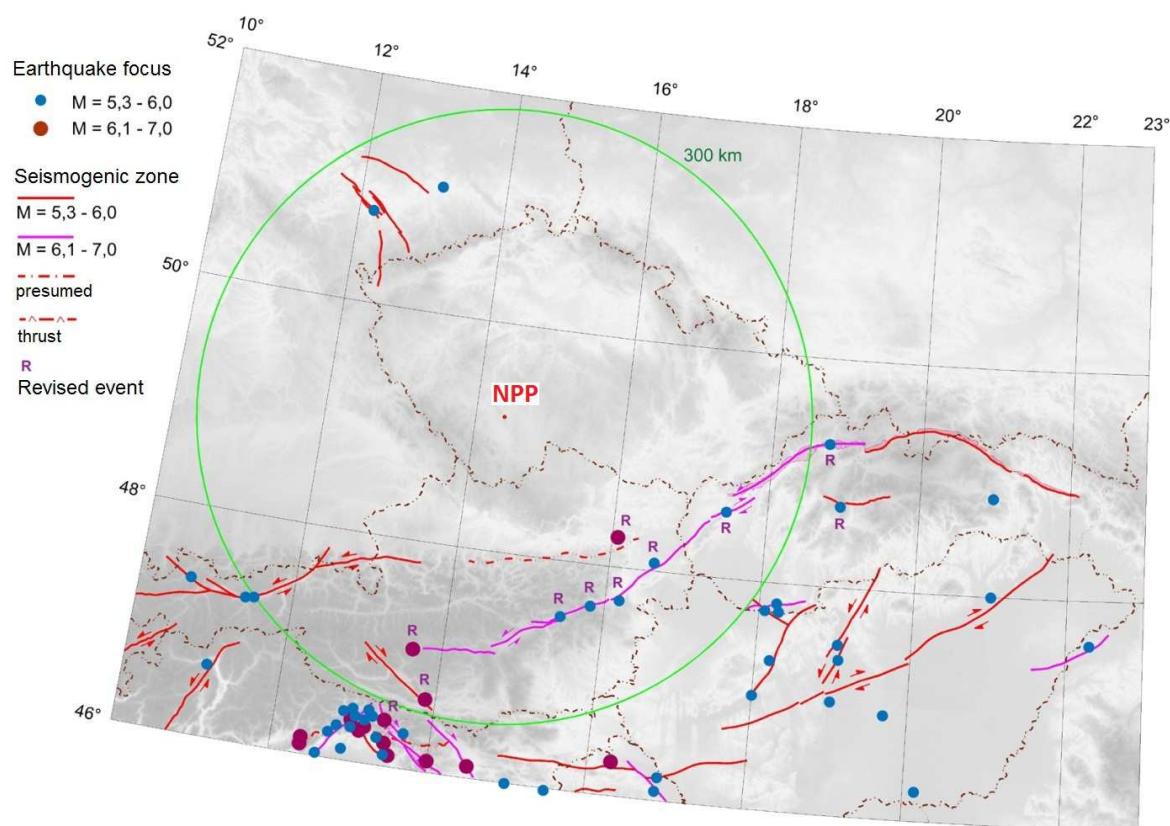 10°
52°
12°
14°
16°
18°
20°
22°
23°
Earthquake focus
M = 5,3 - 6,0
M = 6,1 - 7,0
300 km
Seismogenic zone
M = 5,3 - 6,0
M = 6,1 - 7,0
50°
presumed
thrust
R
Revised event
NPP
48°
R
R
R
R
R
R
R
R
R
R
R
46°